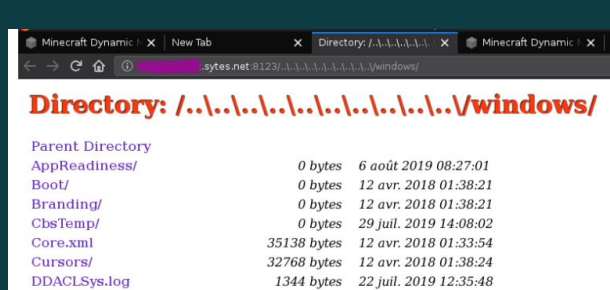 Minecraft Dynamic M X New Tab X Directory: /..\..\..\..\..\.. X Minecraft Dynamic M X
.sytes.net:8123/..\..\..\..\..\..\..\..\..\..\/windows/
Directory: /..\..\..\..\..\..\..\..\..\..\/windows/
Parent Directory
AppReadiness/ 0 bytes 6 août 2019 08:27:01
Boot/ 0 bytes 12 avr. 2018 01:38:21
Branding/ 0 bytes 12 avr. 2018 01:38:21
CbsTemp/ 0 bytes 29 juil. 2019 14:08:02
Core.xml 35138 bytes 12 avr. 2018 01:33:54
Cursors/ 32768 bytes 12 avr. 2018 01:38:24
DDACLSys.log 1344 bytes 22 juil. 2019 12:35:48